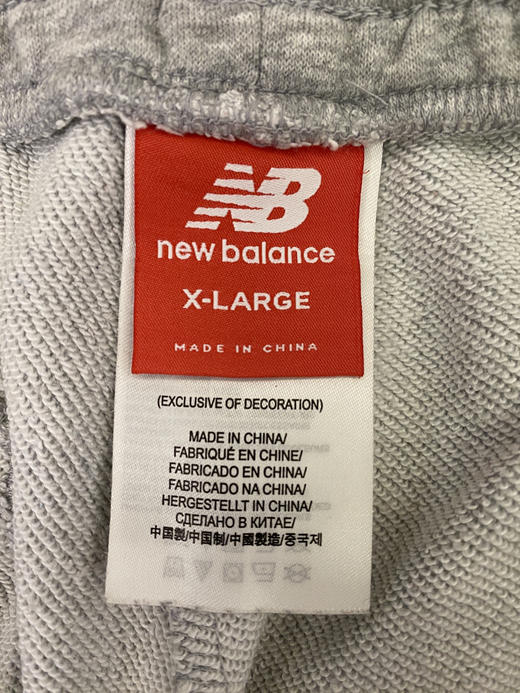 NB
new balance
X-LARGE
MADE IN CHINA
(EXCLUSIVE OF DECORATION)
MADE IN CHINA/
FABRIQUÉ EN CHINE/
FABRICADO EN CHINA/
FABRICADO NA CHINA/
HERGESTELLT IN CHINA/
СДЕЛАНО В КИТАЕ/
中国製/中国制/中國製造/중국제